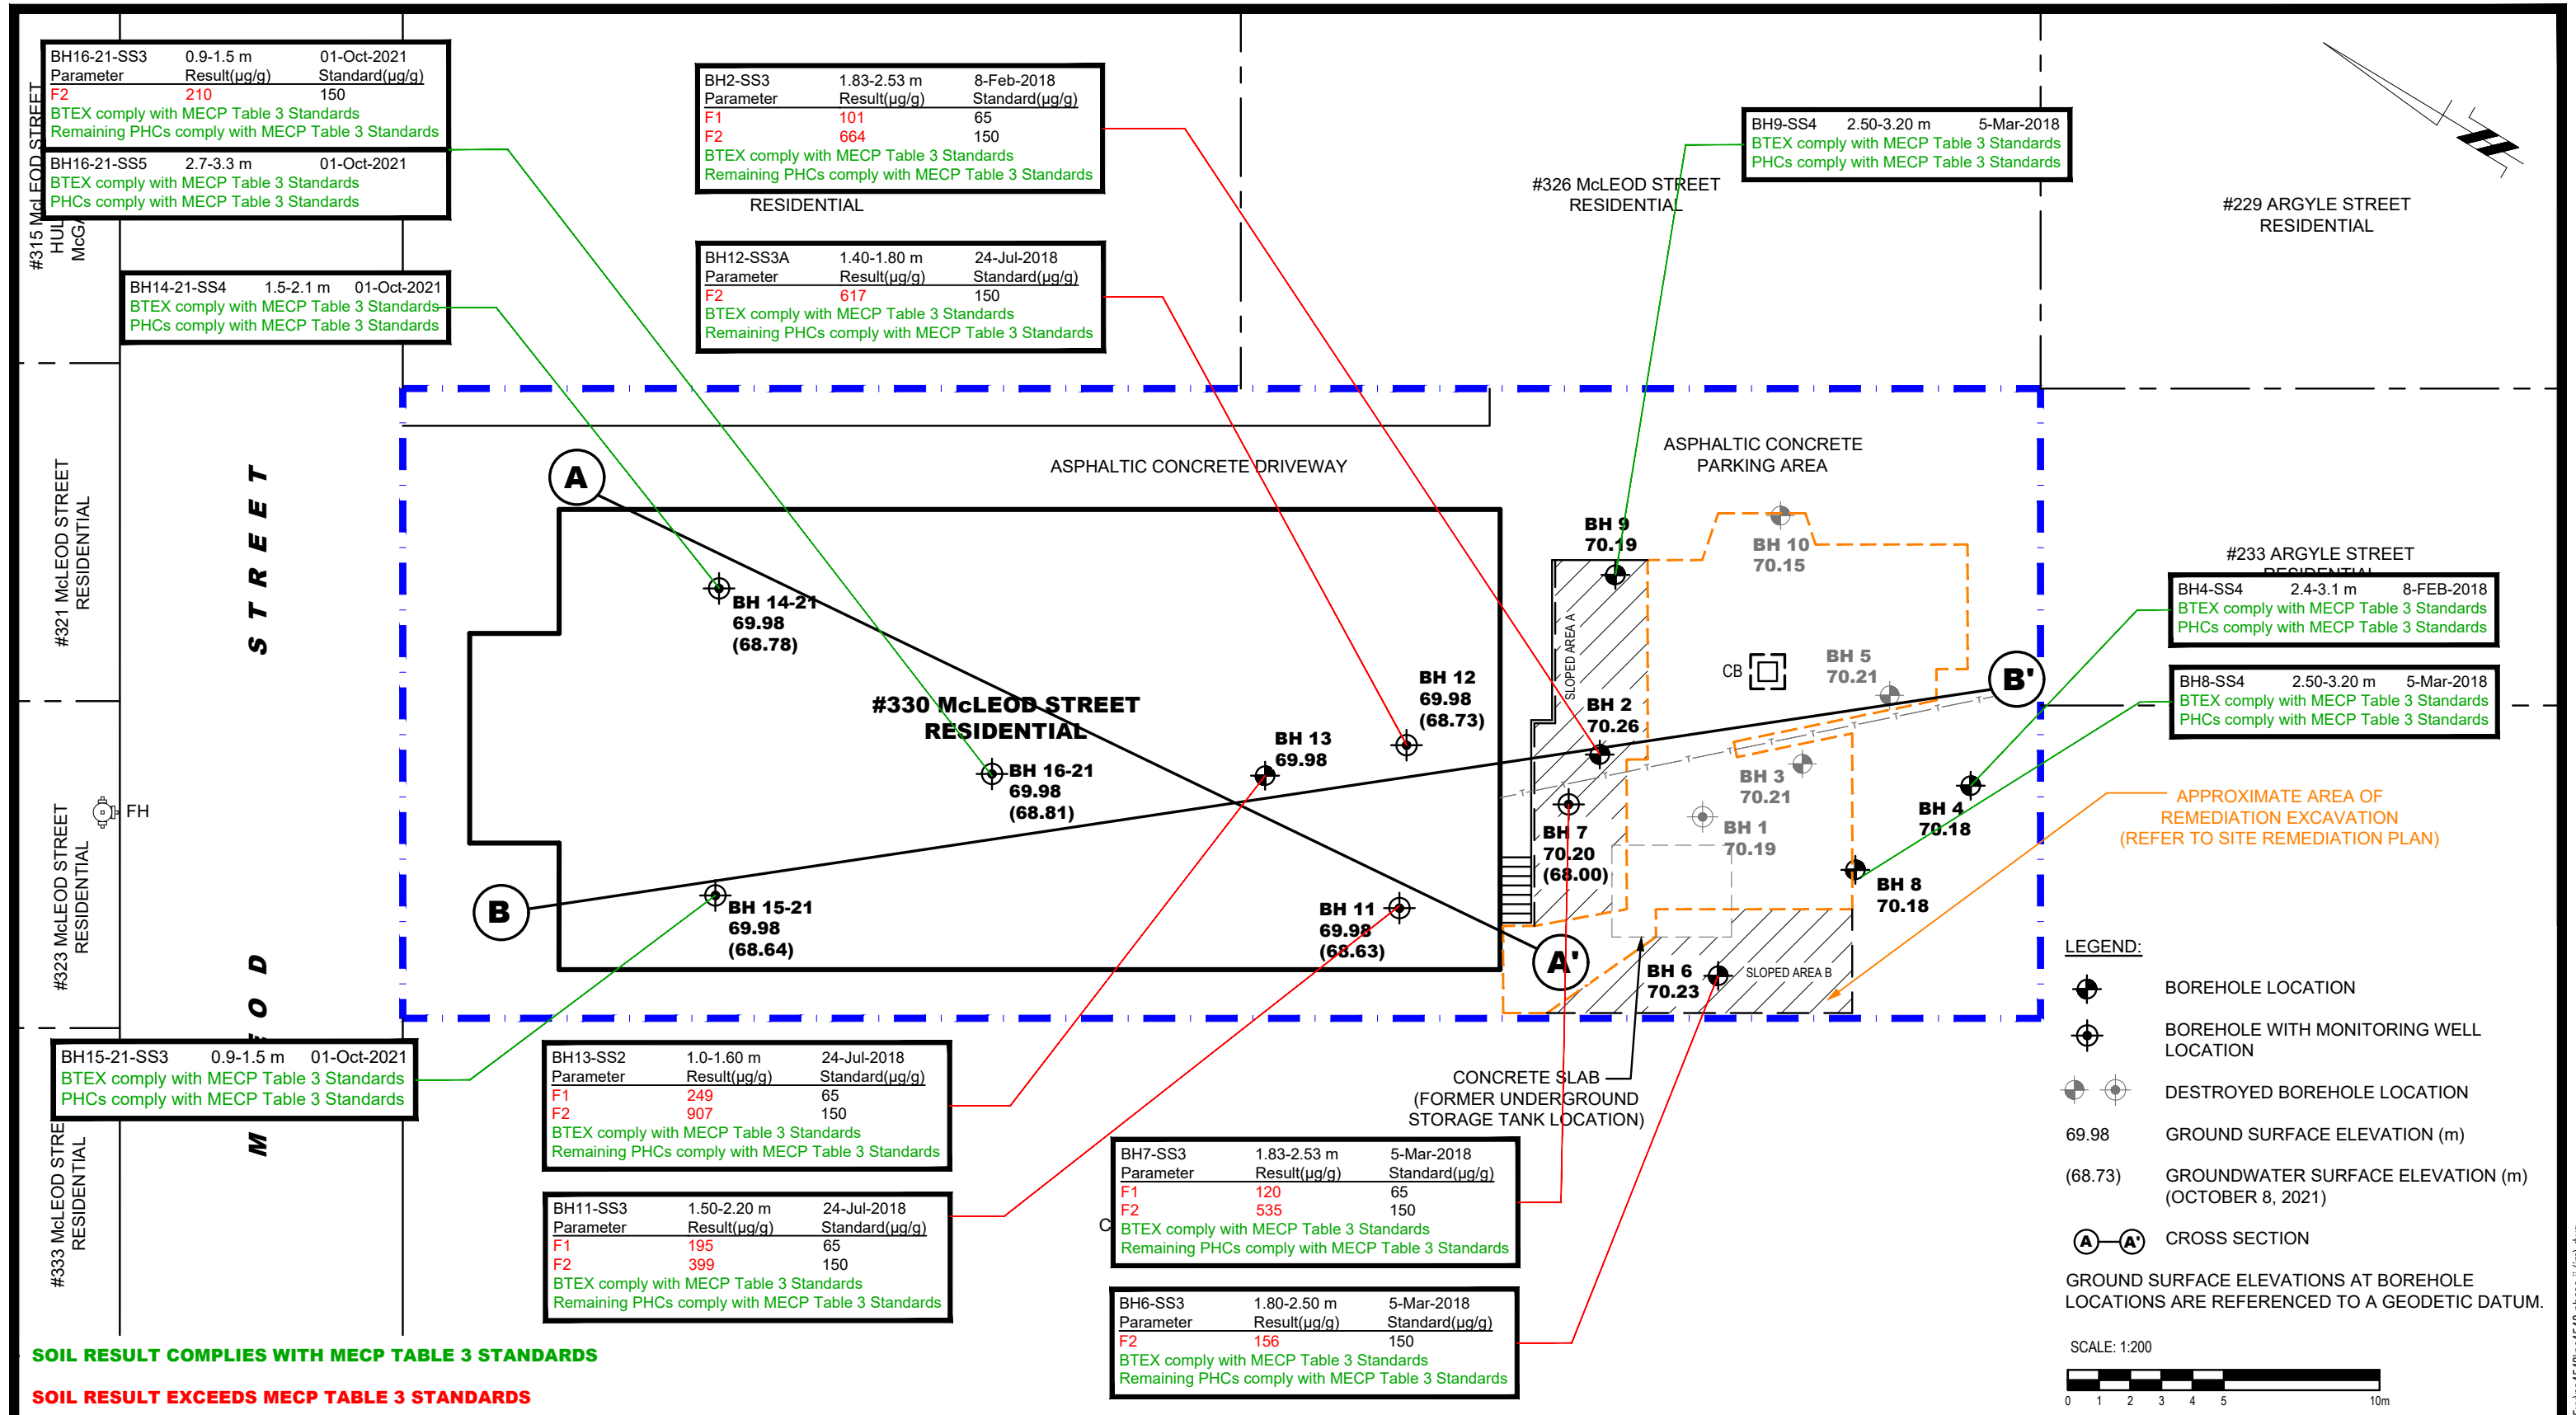 BH16-21-SS3 0.9-1.5 m 01-Oct-2021
Parameter Result(µg/g) Standard(µg/g)
F2 210 150
BTEX comply with MECP Table 3 Standards
Remaining PHCs comply with MECP Table 3 Standards
BH16-21-SS5 2.7-3.3 m 01-Oct-2021
BTEX comply with MECP Table 3 Standards
PHCs comply with MECP Table 3 Standards
#315 McLEOD STREET
BH14-21-SS4 1.5-2.1 m 01-Oct-2021
BTEX comply with MECP Table 3 Standards
PHCs comply with MECP Table 3 Standards
BH2-SS3 1.83-2.53 m 8-Feb-2018
Parameter Result(µg/g) Standard(µg/g)
F1 101 65
F2 664 150
BTEX comply with MECP Table 3 Standards
Remaining PHCs comply with MECP Table 3 Standards
RESIDENTIAL
BH12-SS3A 1.40-1.80 m 24-Jul-2018
Parameter Result(µg/g) Standard(µg/g)
F2 617 150
BTEX comply with MECP Table 3 Standards
Remaining PHCs comply with MECP Table 3 Standards
BH9-SS4 2.50-3.20 m 5-Mar-2018
BTEX comply with MECP Table 3 Standards
PHCs comply with MECP Table 3 Standards
#326 McLEOD STREET
RESIDENTIAL
#229 ARGYLE STREET
RESIDENTIAL
#321 McLEOD STREET
RESIDENTIAL
#323 McLEOD STREET
RESIDENTIAL
STREET
FH
ASPHALTIC CONCRETE DRIVEWAY
ASPHALTIC CONCRETE
PARKING AREA
A
BH 14-21
69.98
(68.78)
#330 McLEOD STREET
RESIDENTIAL
BH 16-21
69.98
(68.81)
BH 13
69.98
BH 12
69.98
(68.73)
B
BH 15-21
69.98
(68.64)
BH 11
69.98
(68.63)
A'
BH 9
70.19
SLOPED AREA A
BH 10
70.15
CB
BH 5
70.21
B'
BH 2
70.26
BH 3
70.21
BH 7
70.20
(68.00)
BH 1
70.19
BH 4
70.18
BH 8
70.18
BH 6
70.23
SLOPED AREA B
#233 ARGYLE STREET
RESIDENTIAL
BH4-SS4 2.4-3.1 m 8-FEB-2018
BTEX comply with MECP Table 3 Standards
PHCs comply with MECP Table 3 Standards
BH8-SS4 2.50-3.20 m 5-Mar-2018
BTEX comply with MECP Table 3 Standards
PHCs comply with MECP Table 3 Standards
APPROXIMATE AREA OF
REMEDIATION EXCAVATION
(REFER TO SITE REMEDIATION PLAN)
CONCRETE SLAB
(FORMER UNDERGROUND
STORAGE TANK LOCATION)
BH15-21-SS3 0.9-1.5 m 01-Oct-2021
BTEX comply with MECP Table 3 Standards
PHCs comply with MECP Table 3 Standards
BH13-SS2 1.0-1.60 m 24-Jul-2018
Parameter Result(µg/g) Standard(µg/g)
F1 249 65
F2 907 150
BTEX comply with MECP Table 3 Standards
Remaining PHCs comply with MECP Table 3 Standards
BH11-SS3 1.50-2.20 m 24-Jul-2018
Parameter Result(µg/g) Standard(µg/g)
F1 195 65
F2 399 150
BTEX comply with MECP Table 3 Standards
Remaining PHCs comply with MECP Table 3 Standards
BH7-SS3 1.83-2.53 m 5-Mar-2018
Parameter Result(µg/g) Standard(µg/g)
F1 120 65
F2 535 150
BTEX comply with MECP Table 3 Standards
Remaining PHCs comply with MECP Table 3 Standards
BH6-SS3 1.80-2.50 m 5-Mar-2018
Parameter Result(µg/g) Standard(µg/g)
F2 156 150
BTEX comply with MECP Table 3 Standards
Remaining PHCs comply with MECP Table 3 Standards
#333 McLEOD STRE
RESIDENTIAL
SOIL RESULT COMPLIES WITH MECP TABLE 3 STANDARDS
SOIL RESULT EXCEEDS MECP TABLE 3 STANDARDS
LEGEND:
BOREHOLE LOCATION
BOREHOLE WITH MONITORING WELL
LOCATION
DESTROYED BOREHOLE LOCATION
69.98 GROUND SURFACE ELEVATION (m)
(68.73) GROUNDWATER SURFACE ELEVATION (m)
(OCTOBER 8, 2021)
A A' CROSS SECTION
GROUND SURFACE ELEVATIONS AT BOREHOLE
LOCATIONS ARE REFERENCED TO A GEODETIC DATUM.
SCALE: 1:200
0 1 2 3 4 5 10m